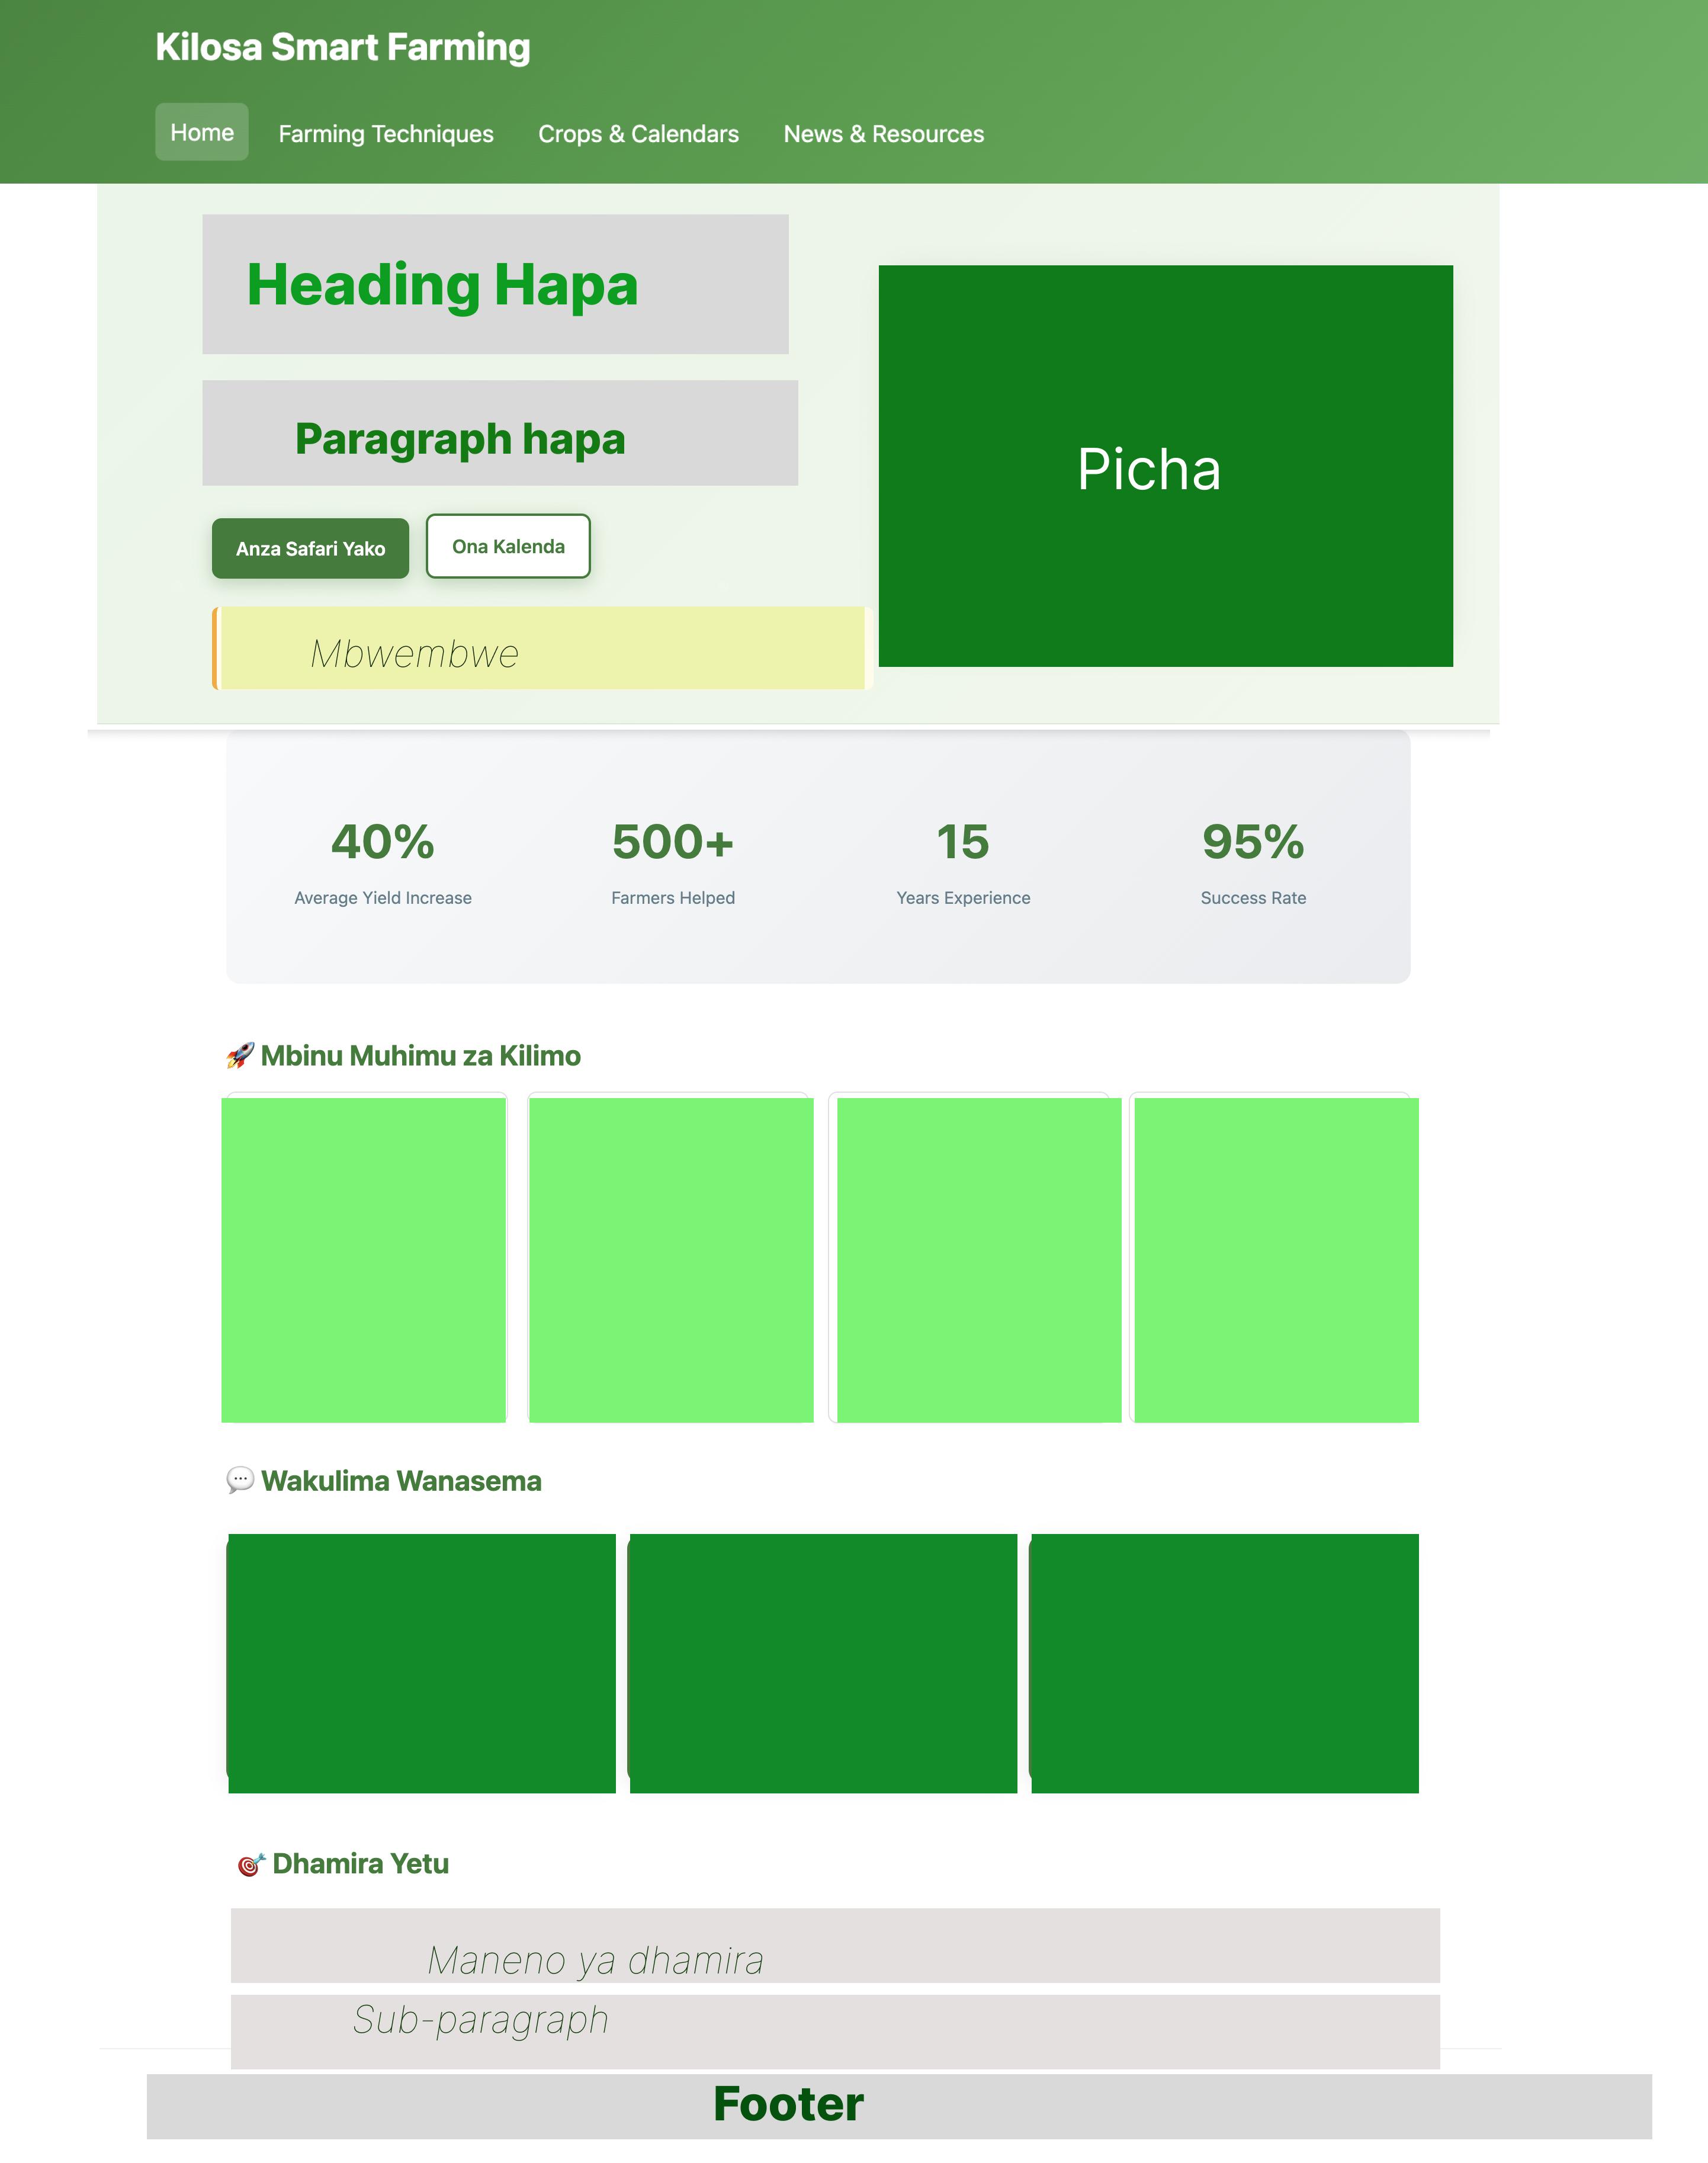 Kilosa Smart Farming
Home Farming Techniques Crops & Calendars News & Resources
Heading Hapa
Paragraph hapa
Picha
Anza Safari Yako Ona Kalenda
Mbwembwe
40% 500+ 15 95%
Average Yield Increase Farmers Helped Years Experience Success Rate
🚀 Mbinu Muhimu za Kilimo
💬 Wakulima Wanasema
🎯 Dhamira Yetu
Maneno ya dhamira
Sub-paragraph
Footer